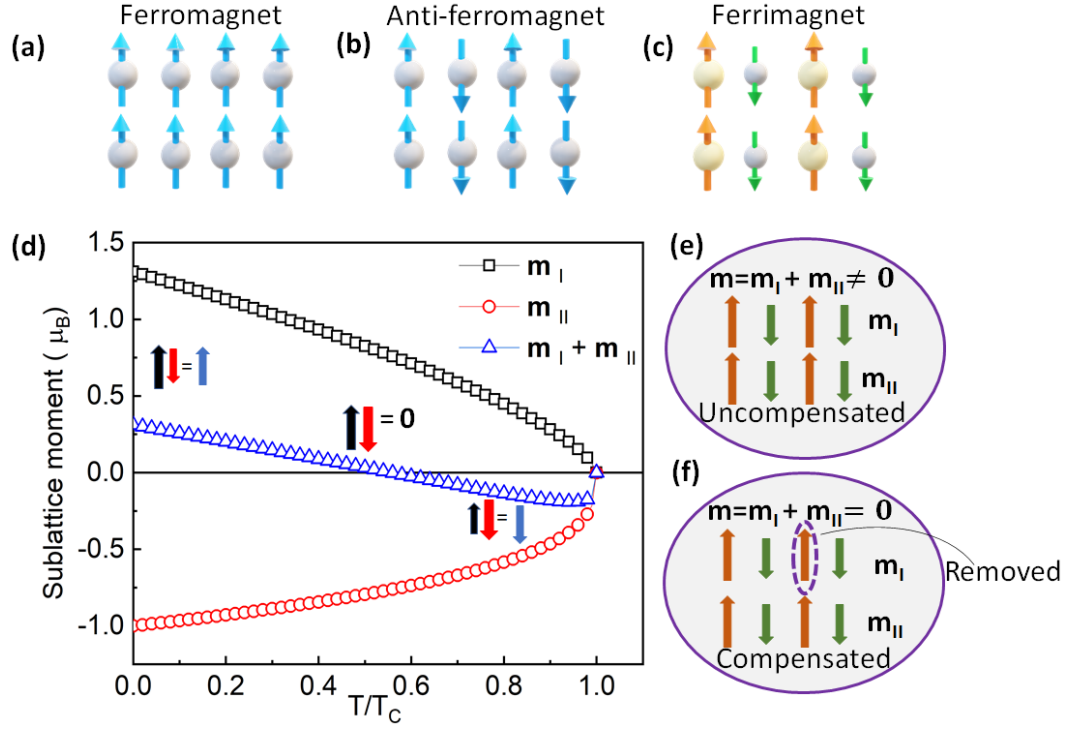 Ferromagnet
Anti-ferromagnet
Ferrimagnet
(a)
(b)
(c)
(d)
1.5
1.0
0.5
0.0
-0.5
-1.0
Sublattice moment ( μB)
m I
m II
m I + m II
=
= 0
=
0.0
0.2
0.4
0.6
0.8
1.0
T/TC
(e)
m=mI + mII ≠ 0
mI
mII
Uncompensated
(f)
m=mI + mII = 0
mI
Removed
mII
Compensated